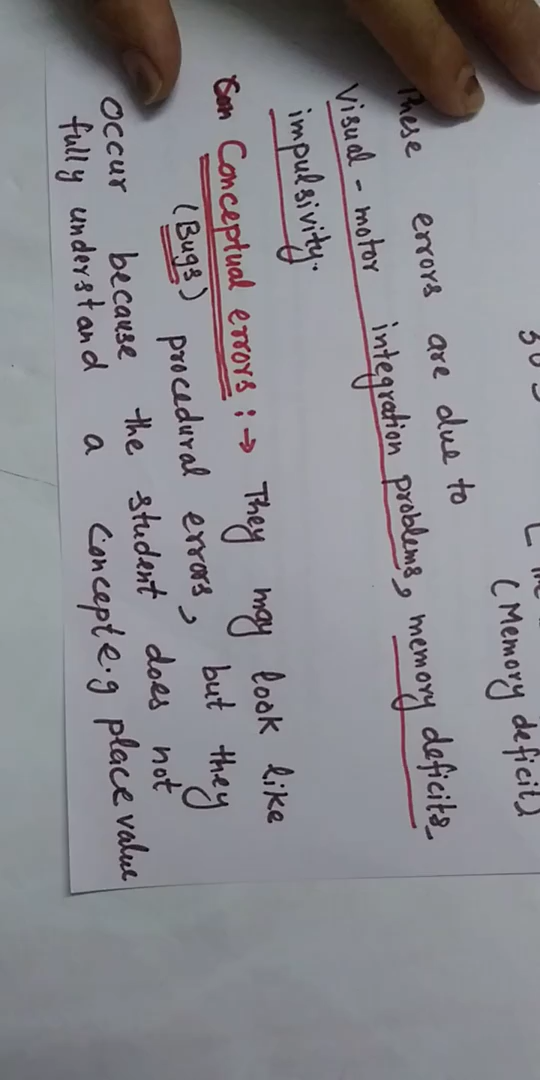 (Memory deficit)
These errors are due to
Visual-motor integration problems, memory deficits,
impulsivity.
Conceptual errors :→ They may look like
(Bugs) procedural errors, but they
occur because the student does not
fully understand a concept e.g place value